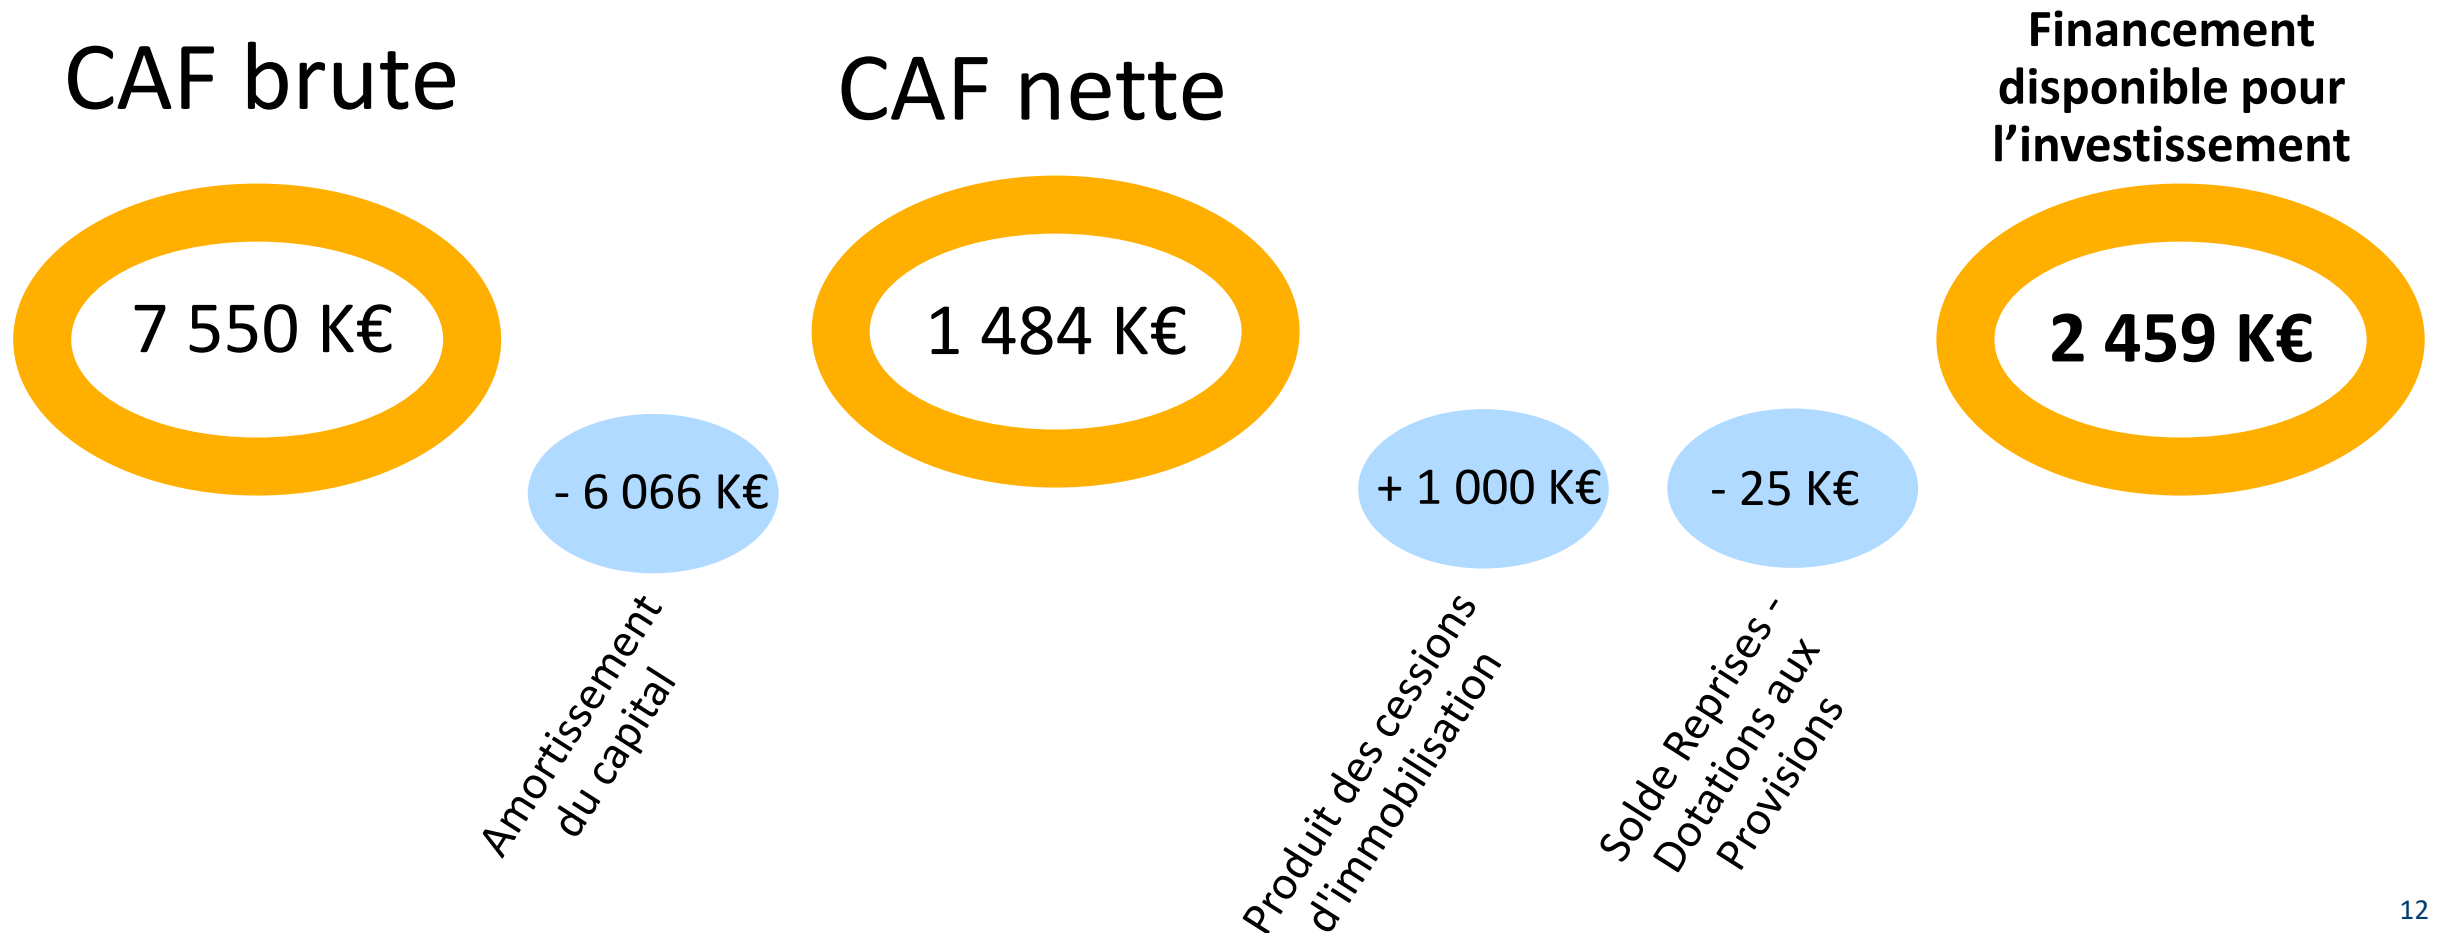 CAF brute
7 550 K€
- 6 066 K€
Amortissement
du capital
CAF nette
1 484 K€
+ 1 000 K€
Produit des cessions
d'immobilisation
- 25 K€
Solde Reprises -
Dotations aux
Provisions
Financement
disponible pour
l’investissement
2 459 K€
12